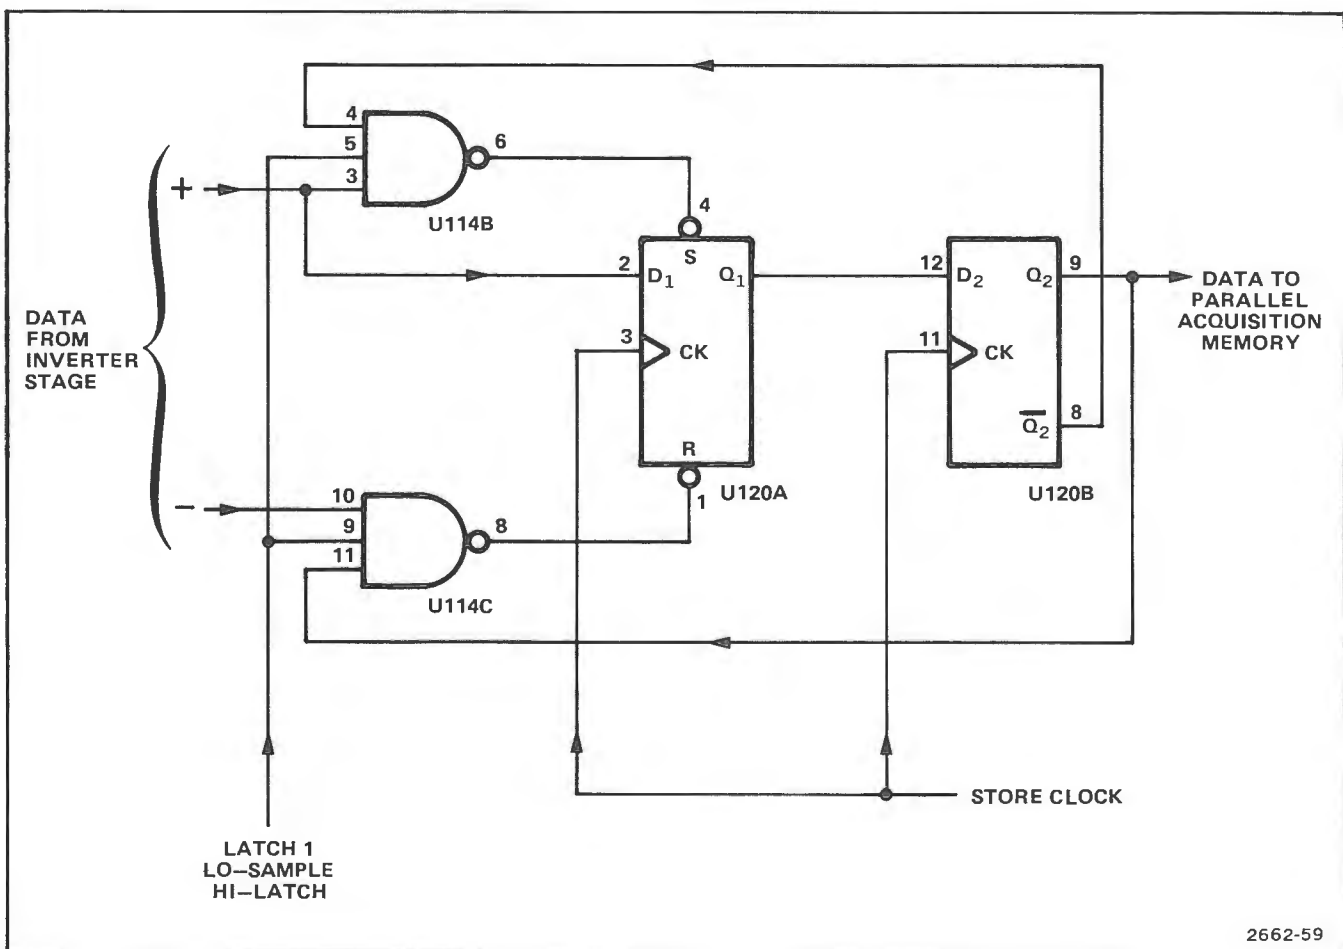 4
5
3
6
U114B
+
-
DATA
FROM
INVERTER
STAGE
4
S
2
D1
Q1
3
CK
R
1
U120A
12
D2
Q2
9
11
CK
Q2
8
U120B
DATA TO
PARALLEL
ACQUISITION
MEMORY
10
9
11
8
U114C
STORE CLOCK
LATCH 1
LO-SAMPLE
HI-LATCH
2662-59